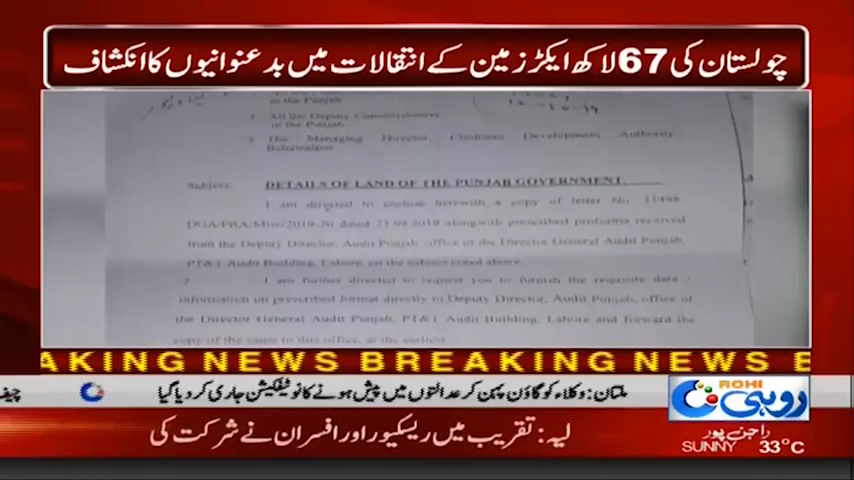 چولستان کی 67 لاکھ ایکڑ زمین کے انتقالات میں بدعنوانیوں کا انکشاف
in the Punjab
2 All the Deputy Commissioners
in the Punjab
3 The Managing Director, Cholistan Development Authority
Bahawalpur
Subject: DETAILS OF LAND OF THE PUNJAB GOVERNMENT.
I am directed to enclose herewith a copy of letter No. 31498-
DGA/PRA/Misc/2019-20 dated 23.09.2019 alongwith prescribed proforma received
from the Deputy Director, Audit Punjab, office of the Director General Audit Punjab,
PT&T Audit Building, Lahore, on the subject noted above.
2 I am further directed to request you to furnish the requisite data /
information on prescribed format directly to Deputy Director, Audit Punjab, office of
the Director General Audit Punjab, PT&T Audit Building, Lahore and forward the
copy of the same to this office, at the earliest
AKING NEWS BREAKING NEWS B
ملتان: وکلاء کو گاؤن پہن کر عدالتوں میں پیش ہونے کا نوٹیفکیشن جاری کر دیا گیا
چیف
ROHI
روہی
لیہ: تقریب میں ریسکیور اور افسران نے شرکت کی
راجن پور
SUNNY 33°C